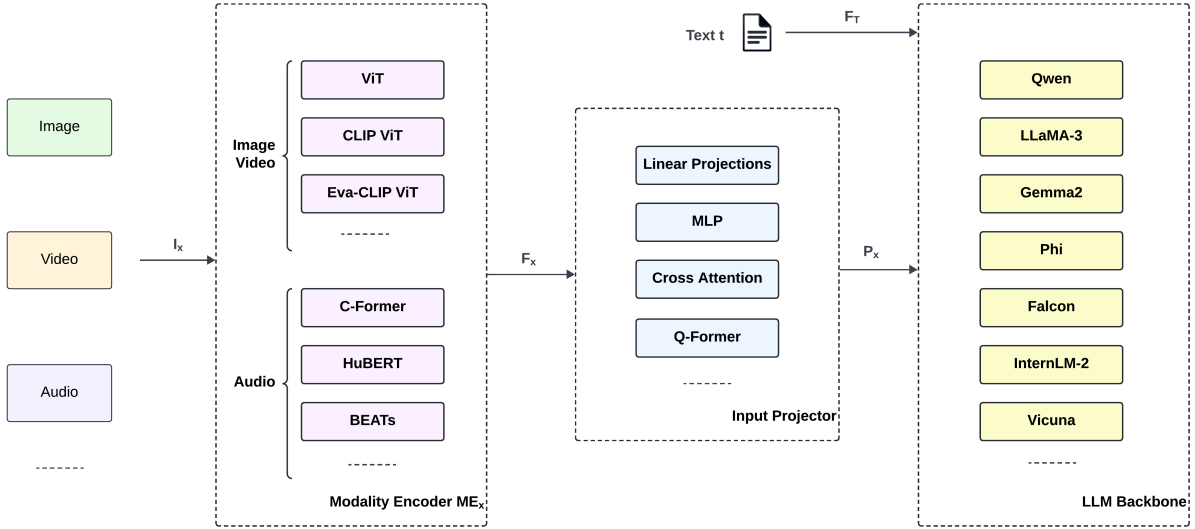 Image
Video
Audio
Iₓ
Image
Video
ViT
CLIP ViT
Eva-CLIP ViT
Audio
C-Former
HuBERT
BEATs
Modality Encoder MEₓ
Fₓ
Linear Projections
MLP
Cross Attention
Q-Former
Input Projector
Text t
F_T
Pₓ
Qwen
LLaMA-3
Gemma2
Phi
Falcon
InternLM-2
Vicuna
LLM Backbone